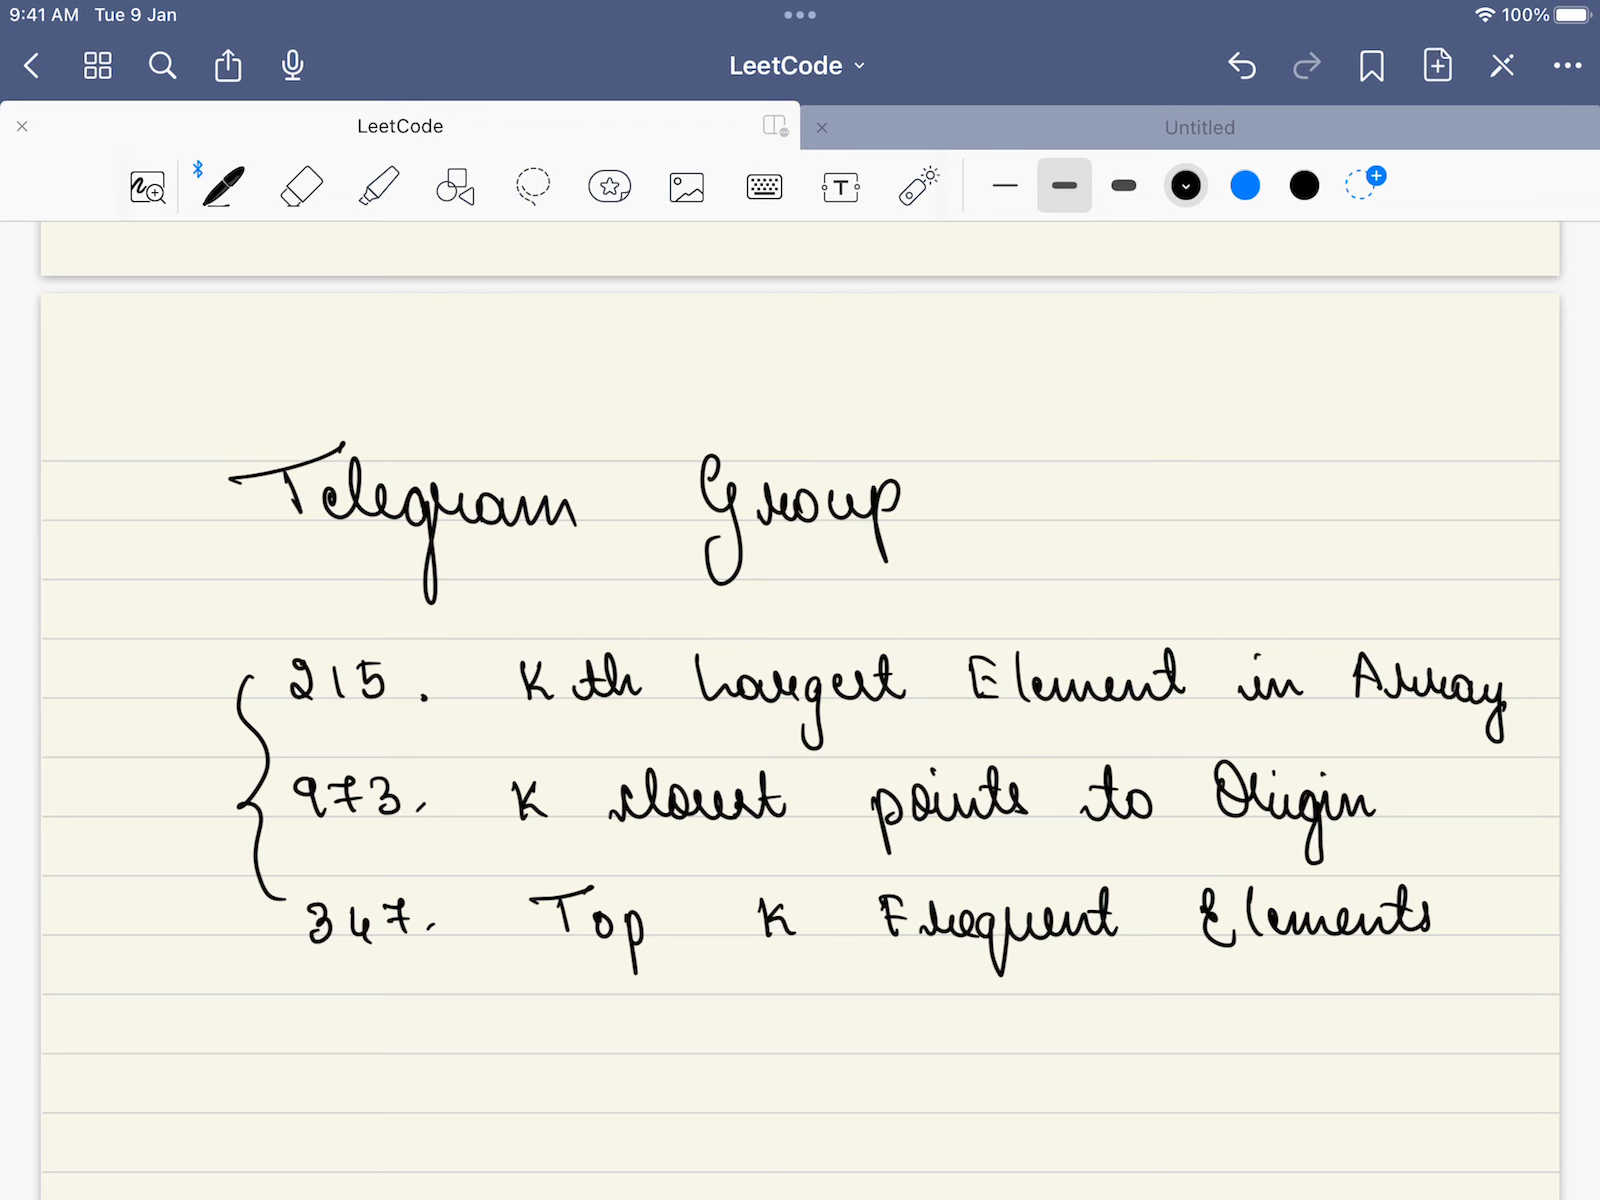 9:41 AM Tue 9 Jan
100%
LeetCode
LeetCode
Untitled
T
Telegram Group
215. Kth Largest Element in Array
973. K closest points to Origin
347. Top K Frequent Elements